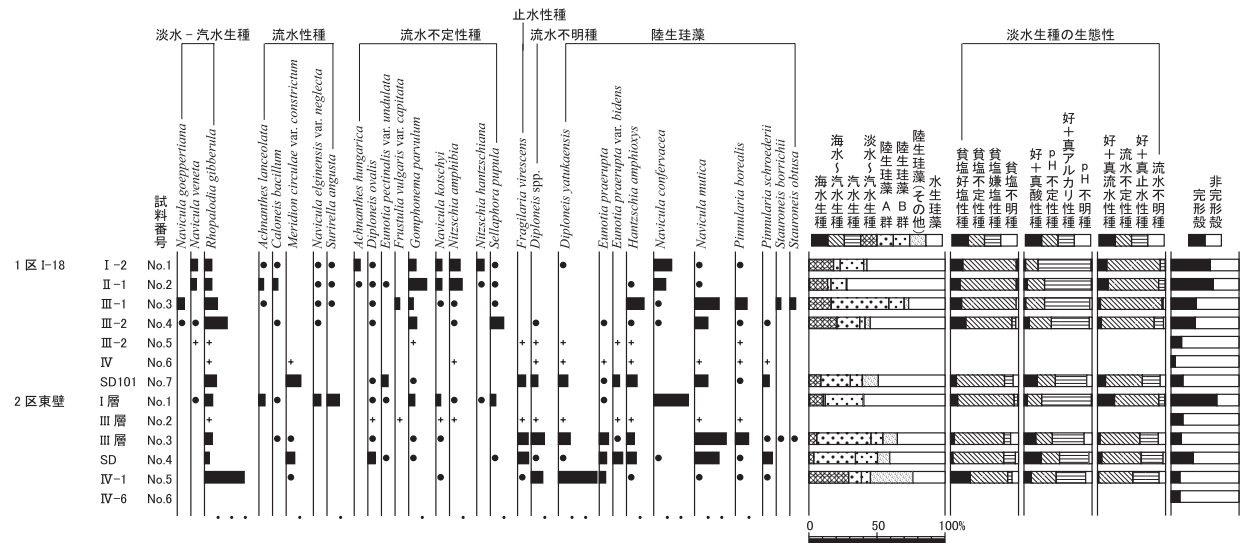 止水性種
淡水－汽水生種 流水性種 流水不定性種 流水不明種 陸生珪藻 淡水生種の生態性
試料番号
Navicula goeppertiana
Navicula veneta
Rhopalodia gibberula
Achnanthes lanceolata
Caloneis bacillum
Meridion circulae var. constrictum
Navicula elginensis var. neglecta
Surirella angusta
Achnanthes hungarica
Diploneis ovalis
Eunotia pectinalis var. undulata
Frustulia vulgaris var. capitata
Gomphonema parvulum
Navicula kotschyi
Nitzschia amphibia
Nitzschia hantzschiana
Sellaphora pupula
Fragilaria virescens
Diploneis spp.
Diploneis yatukaensis
Eunotia praerupta
Eunotia praerupta var. bidens
Hantzschia amphioxys
Navicula confervacea
Navicula mutica
Pinnularia borealis
Pinnularia schroederii
Stauroneis borrichii
Stauroneis obtusa
海水生種
海水～汽水生種
汽水生種
淡水～汽水生種
陸生珪藻 A 群
陸生珪藻 B 群
陸生珪藻(その他)
水生珪藻
貧塩好塩性種
貧塩不定性種
貧塩嫌塩性種
貧塩不明種
好＋真酸性種
pH 不定性種
好＋真アルカリ性種
pH 不明種
好＋真流水性種
流水不定性種
好＋真止水性種
流水不明種
完形殻
非完形殻
1 区 I-18 Ⅰ-2 No.1
Ⅱ-1 No.2
Ⅲ-1 No.3
Ⅲ-2 No.4
Ⅲ-2 No.5
Ⅳ No.6
SD101 No.7
2 区東壁 Ⅰ層 No.1
Ⅲ層 No.2
Ⅲ層 No.3
SD No.4
Ⅳ-1 No.5
Ⅳ-6 No.6
0 50 100%